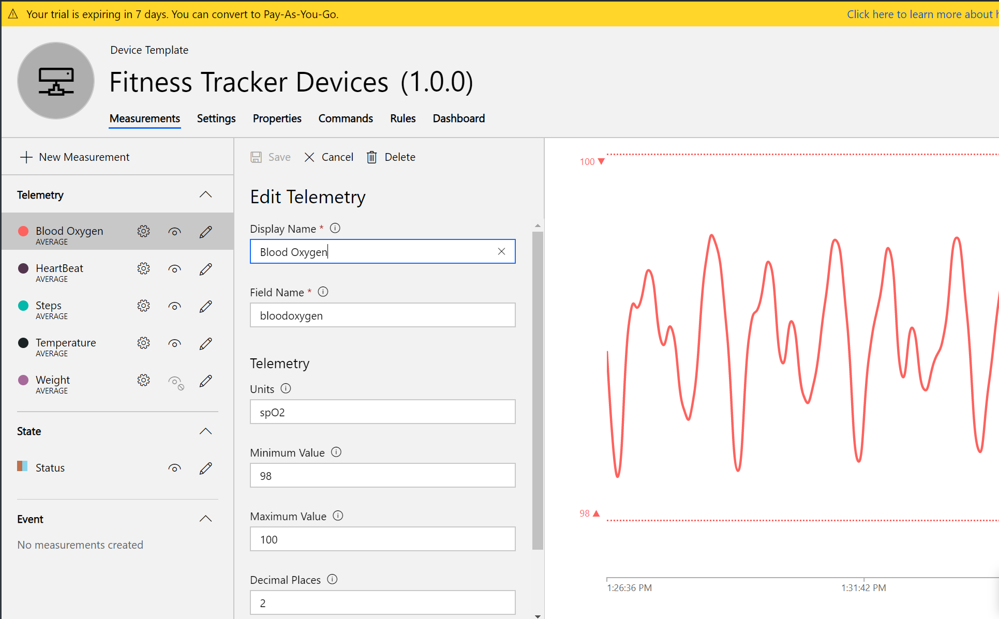 Your trial is expiring in 7 days. You can convert to Pay-As-You-Go.
Click here to learn more about
Device Template
Fitness Tracker Devices (1.0.0)
Measurements Settings Properties Commands Rules Dashboard
New Measurement
Telemetry
Blood Oxygen
AVERAGE
HeartBeat
AVERAGE
Steps
AVERAGE
Temperature
AVERAGE
Weight
AVERAGE
State
Status
Event
No measurements created
Save Cancel Delete
Edit Telemetry
Display Name *
Blood Oxygen
Field Name *
bloodoxygen
Telemetry
Units
spO2
Minimum Value
98
Maximum Value
100
Decimal Places
2
100
98
1:26:36 PM
1:31:42 PM